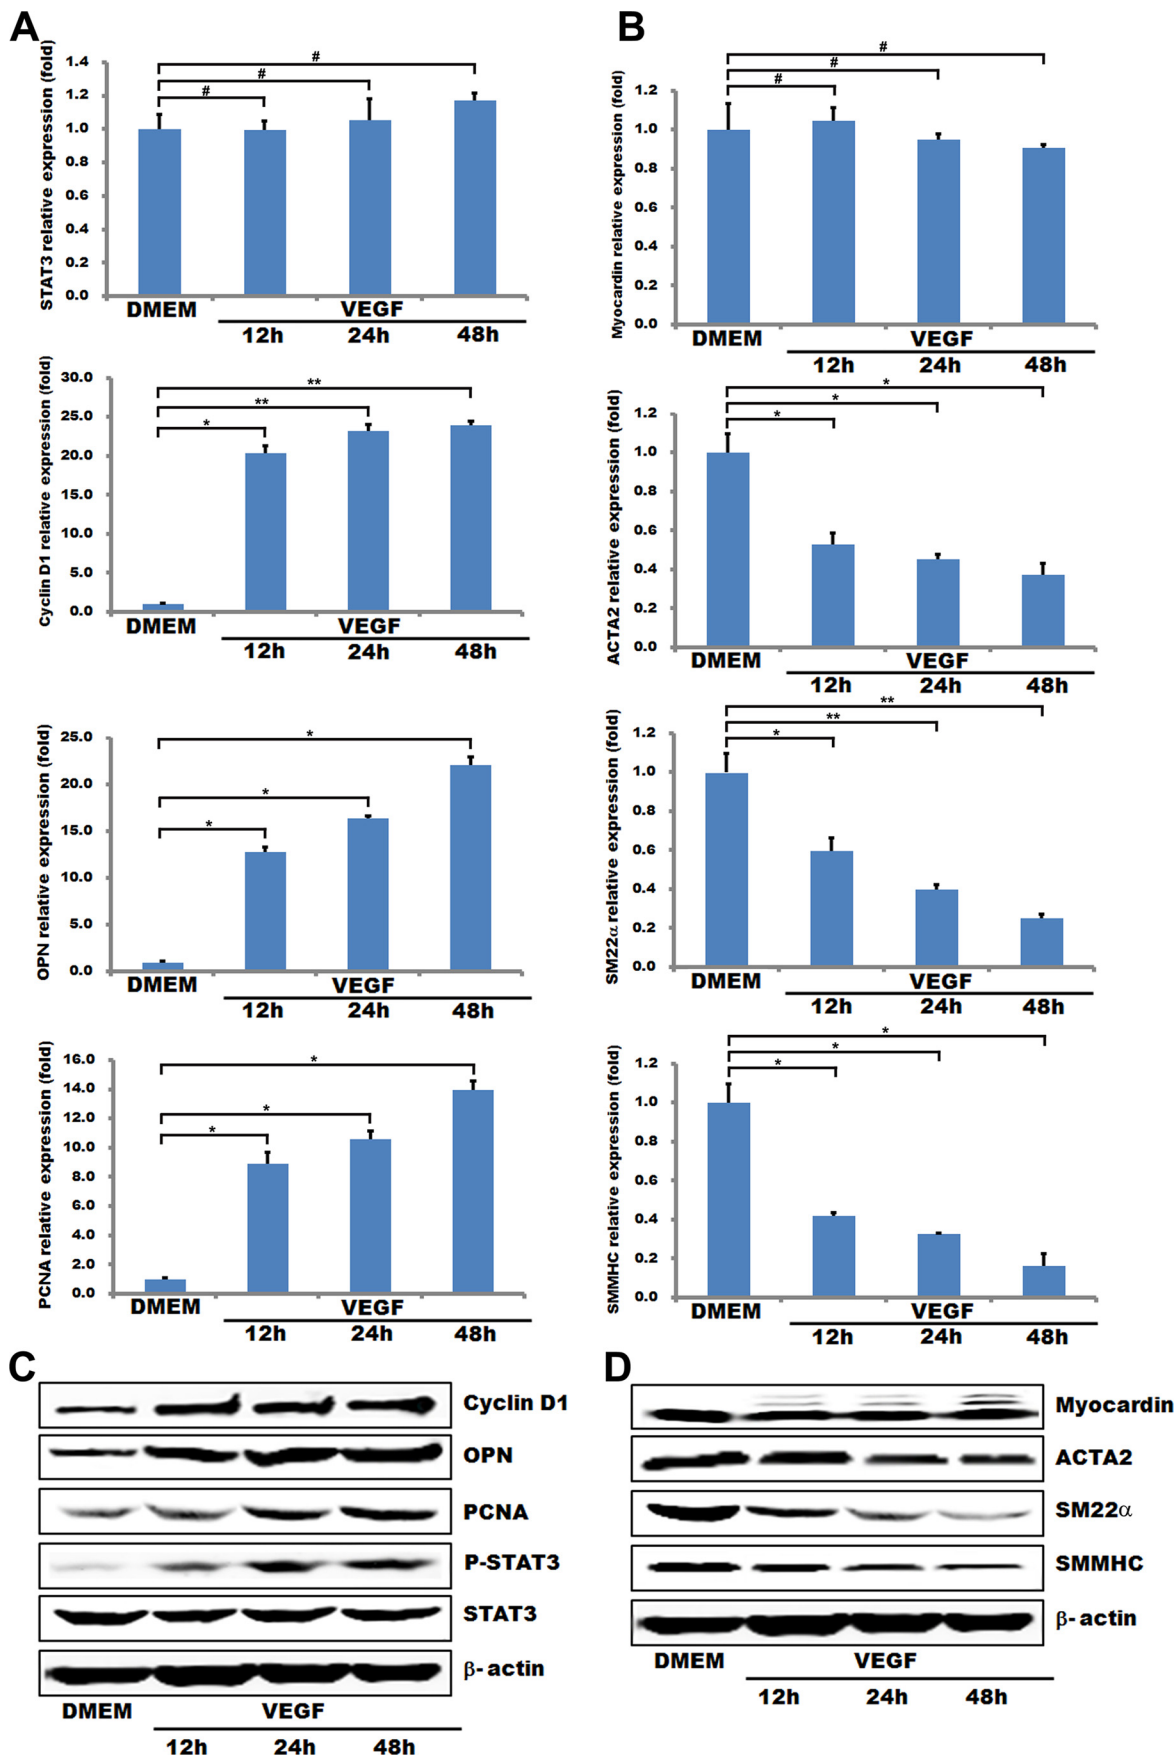 A
STAT3 relative expression (fold)
1.4
1.2
1.0
0.8
0.6
0.4
0.2
0.0
#
#
#
DMEM VEGF
12h 24h 48h
Cyclin D1 relative expression (fold)
30.0
25.0
20.0
15.0
10.0
5.0
0.0
**
**
*
DMEM VEGF
12h 24h 48h
OPN relative expression (fold)
25.0
20.0
15.0
10.0
5.0
0.0
*
*
*
DMEM VEGF
12h 24h 48h
PCNA relative expression (fold)
16.0
14.0
12.0
10.0
8.0
6.0
4.0
2.0
0.0
*
*
*
DMEM VEGF
12h 24h 48h
B
Myocardin relative expression (fold)
1.2
1.0
0.8
0.6
0.4
0.2
0.0
#
#
#
DMEM VEGF
12h 24h 48h
ACTA2 relative expression (fold)
1.2
1.0
0.8
0.6
0.4
0.2
0.0
*
*
*
DMEM VEGF
12h 24h 48h
SM22α relative expression (fold)
1.2
1.0
0.8
0.6
0.4
0.2
0.0
**
**
*
DMEM VEGF
12h 24h 48h
SMMHC relative expression (fold)
1.2
1.0
0.8
0.6
0.4
0.2
0.0
*
*
*
DMEM VEGF
12h 24h 48h
C
Cyclin D1
OPN
PCNA
P-STAT3
STAT3
β- actin
DMEM VEGF
12h 24h 48h
D
Myocardin
ACTA2
SM22α
SMMHC
β- actin
DMEM VEGF
12h 24h 48h